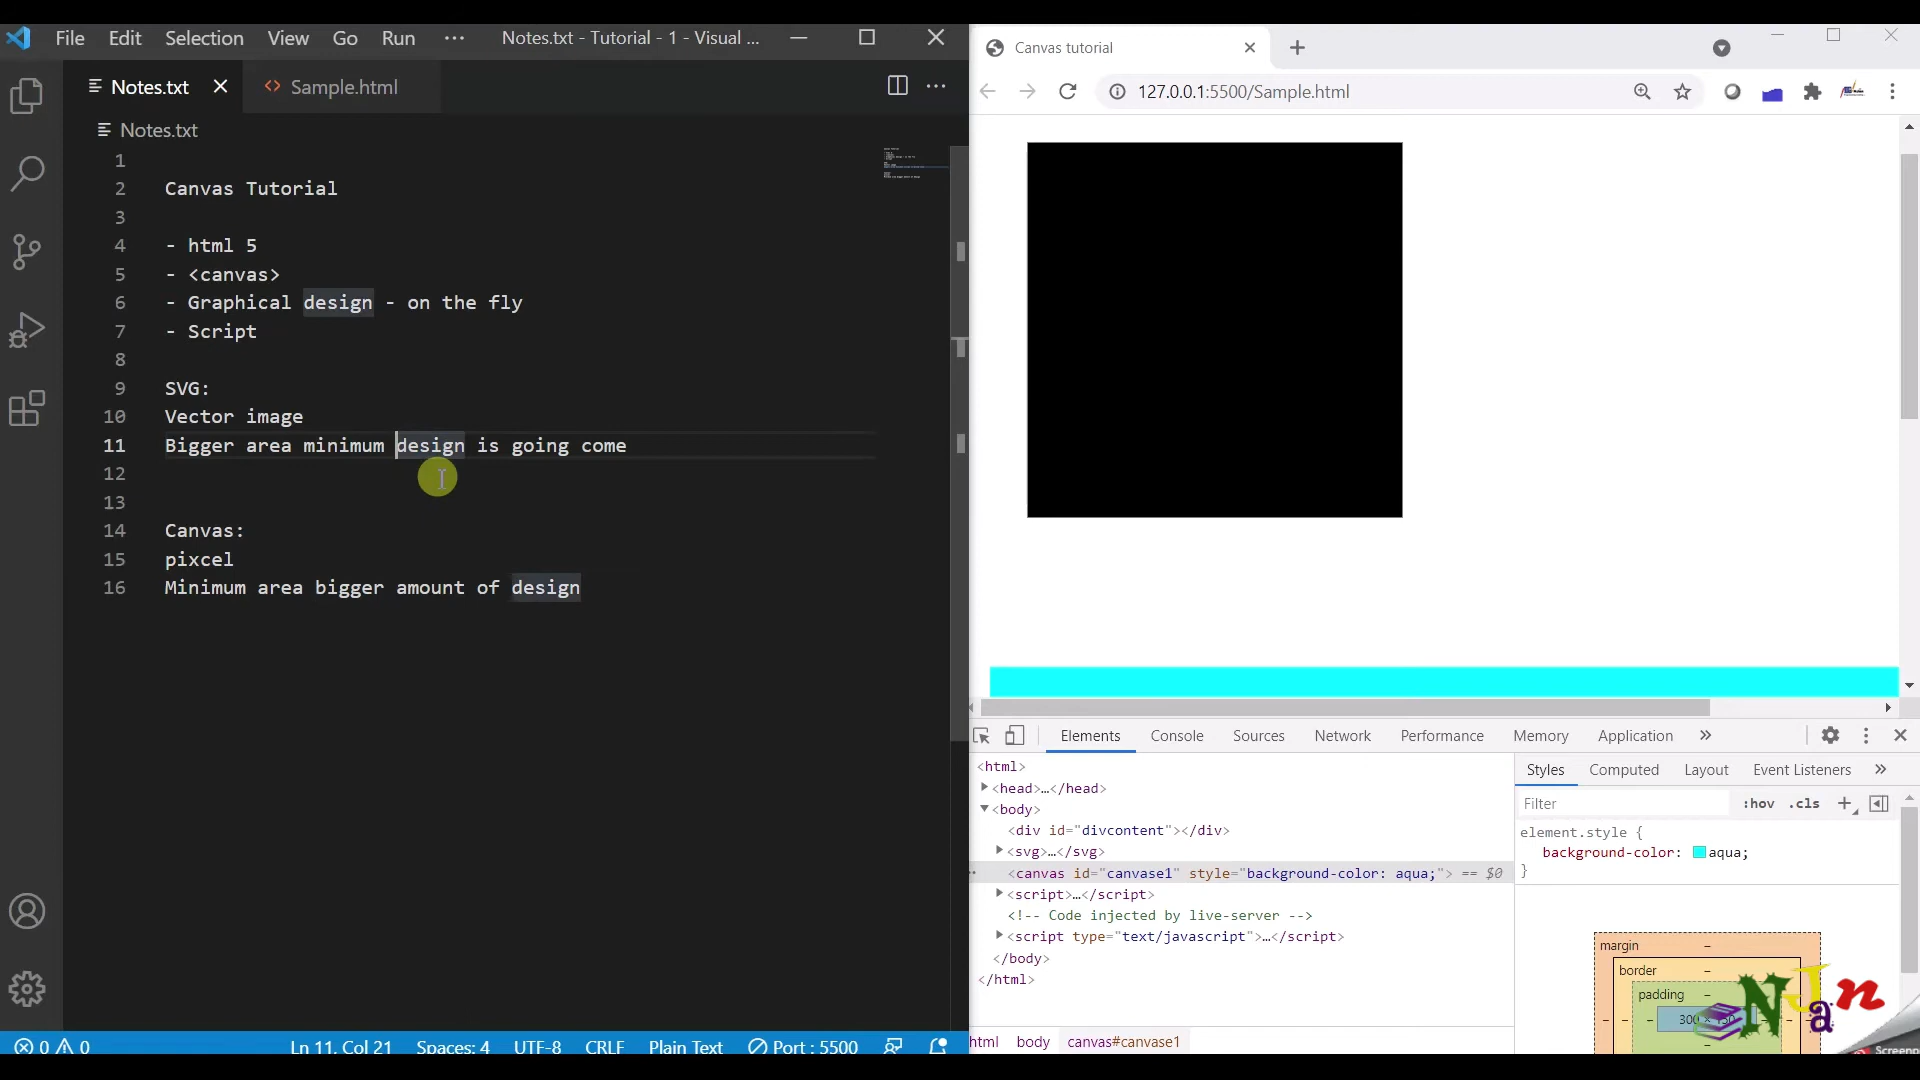 File Edit Selection View Go Run ··· Notes.txt - Tutorial - 1 - Visual ...
Notes.txt
Sample.html
Notes.txt
1
2 Canvas Tutorial
3
4 - html 5
5 - <canvas>
6 - Graphical design - on the fly
7 - Script
8
9 SVG:
10 Vector image
11 Bigger area minimum design is going come
12
13
14 Canvas:
15 pixcel
16 Minimum area bigger amount of design
0 0 Ln 11, Col 21 Spaces: 4 UTF-8 CRLF Plain Text Port : 5500
Canvas tutorial
127.0.0.1:5500/Sample.html
Elements Console Sources Network Performance Memory Application »
<html>
<head>…</head>
<body>
<div id="divcontent"></div>
<svg>…</svg>
<canvas id="canvase1" style="background-color: aqua;"> == $0
<script>…</script>
<!-- Code injected by live-server -->
<script type="text/javascript">…</script>
</body>
</html>
html body canvas#canvase1
Styles Computed Layout Event Listeners »
Filter :hov .cls +
element.style {
background-color: aqua;
}
margin –
border –
padding –
NJan